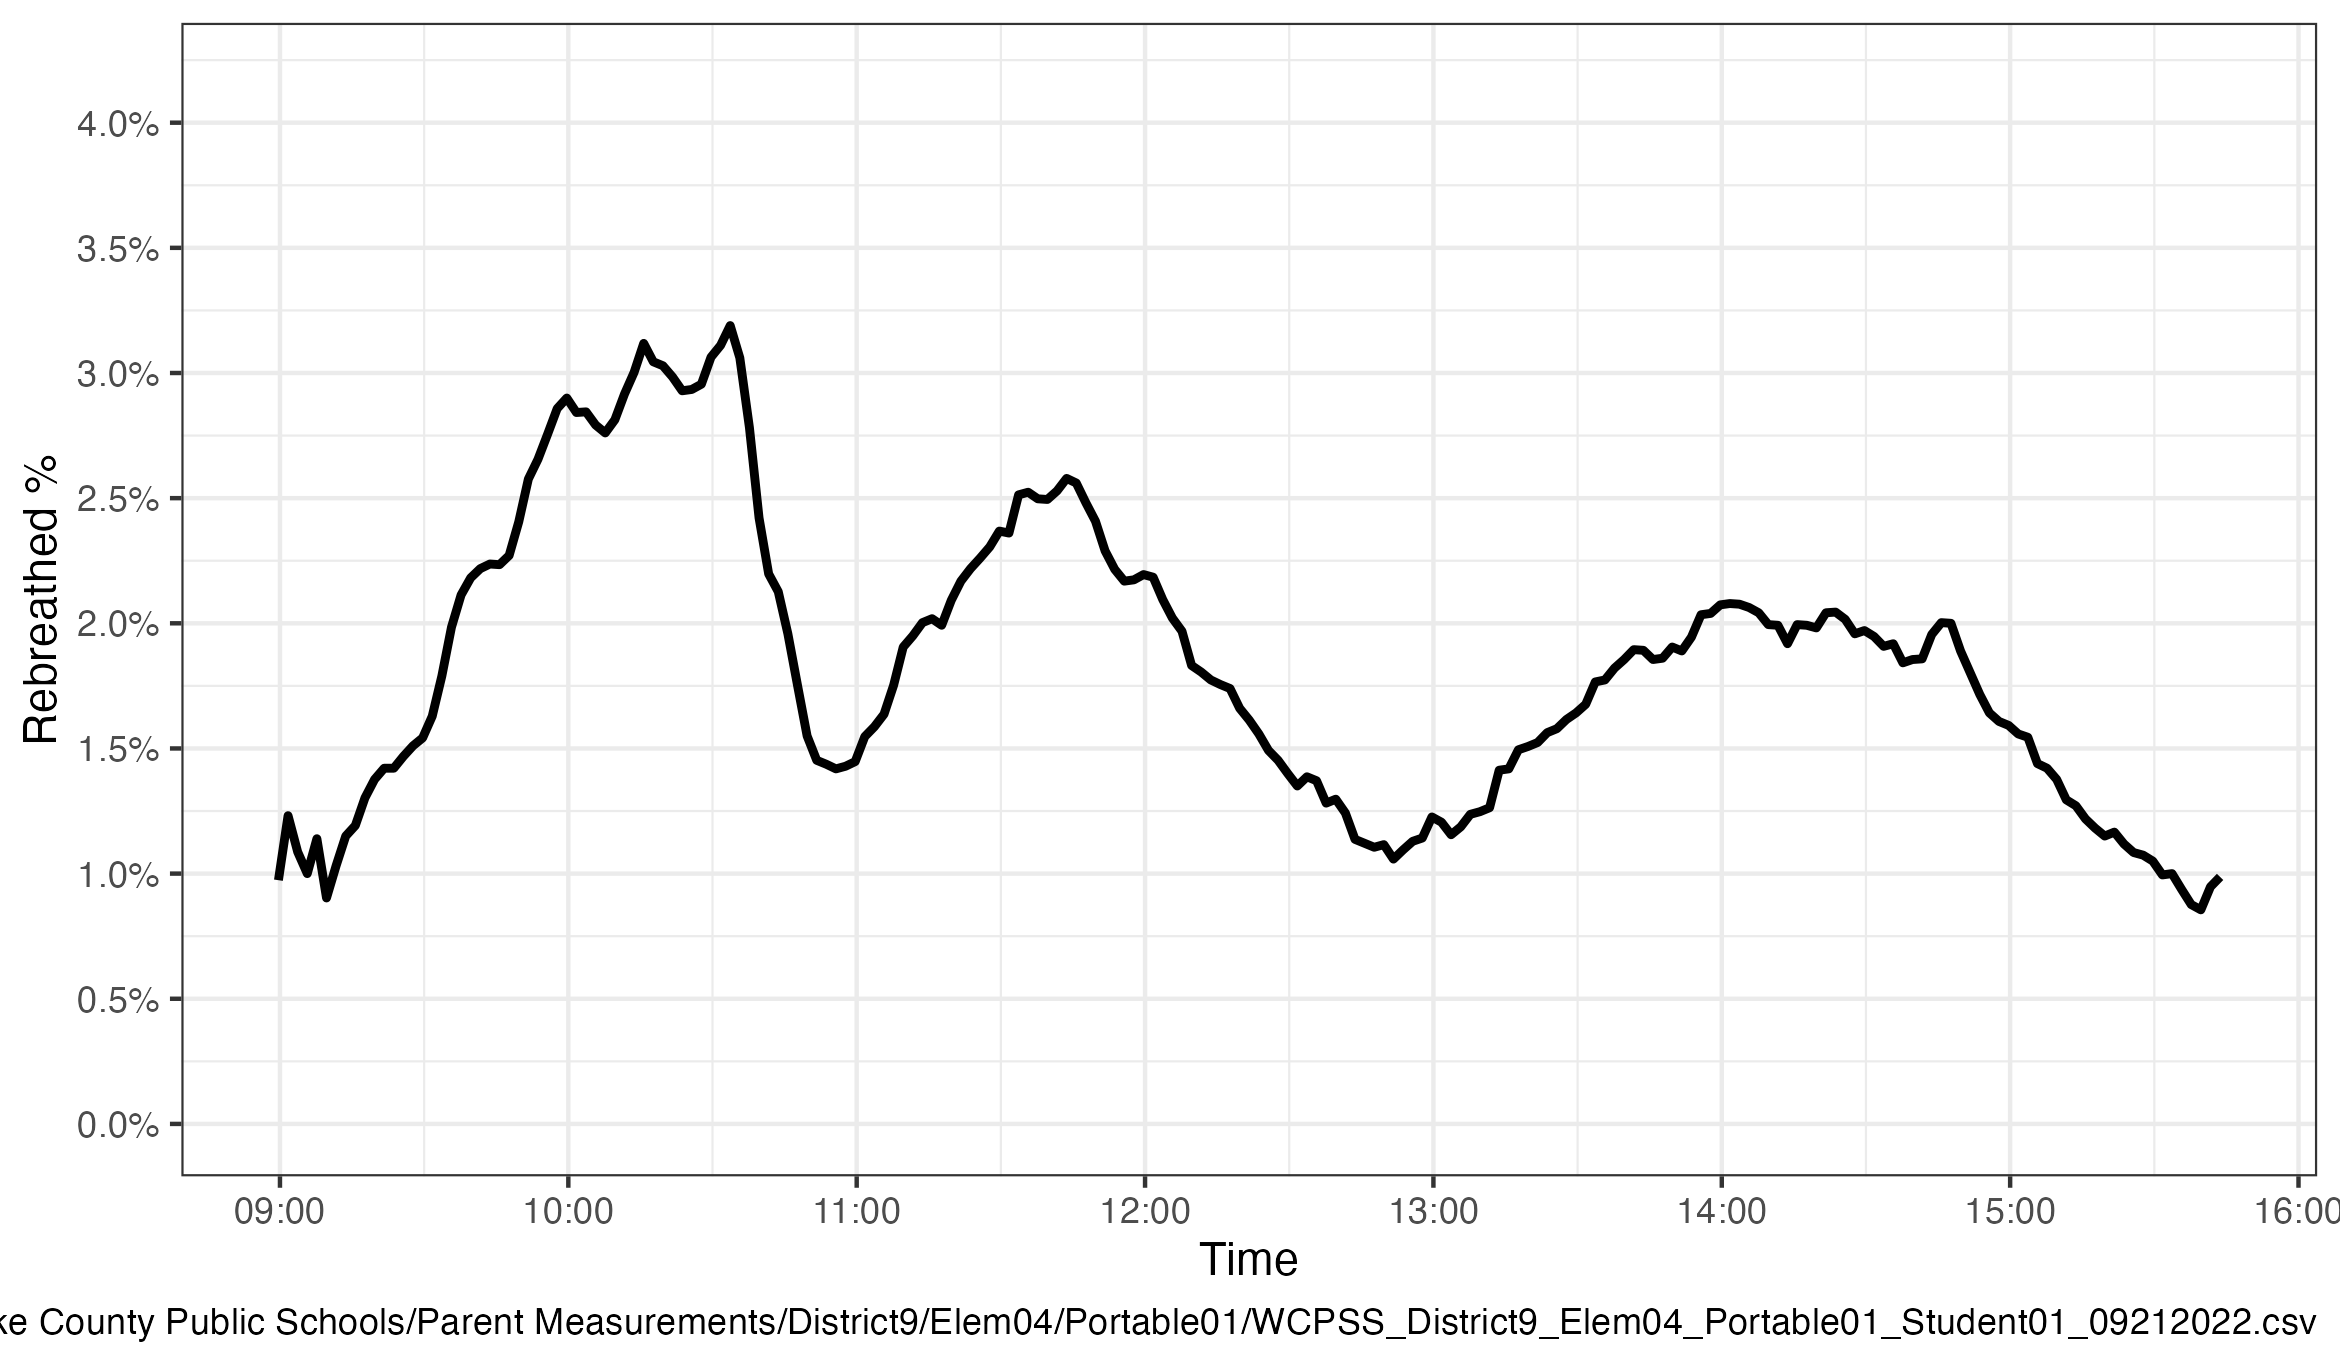 4.0%
3.5%
3.0%
2.5%
2.0%
1.5%
1.0%
0.5%
0.0%
Rebreathed %
09:00 10:00 11:00 12:00 13:00 14:00 15:00 16:00
Time
ke County Public Schools/Parent Measurements/District9/Elem04/Portable01/WCPSS_District9_Elem04_Portable01_Student01_09212022.csv